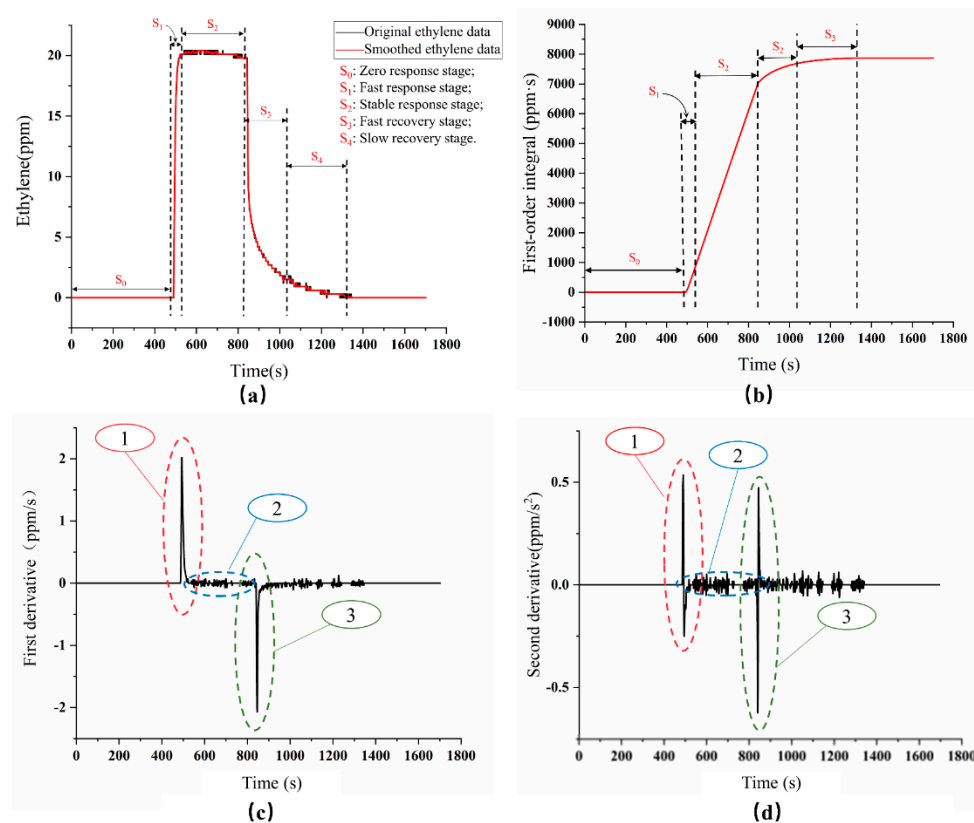 Original ethylene data
Smoothed ethylene data
S0: Zero response stage;
S1: Fast response stage;
S2: Stable response stage;
S3: Fast recovery stage;
S4: Slow recovery stage.
S1
S2
S3
S4
S0
20
15
10
5
0
Ethylene(ppm)
0 200 400 600 800 1000 1200 1400 1600 1800
Time(s)
(a)
9000
8000
7000
6000
5000
4000
3000
2000
1000
0
-1000
First-order integral (ppm·s)
S3
S2
S2
S1
S0
0 200 400 600 800 1000 1200 1400 1600 1800
Time (s)
(b)
1
2
3
2
1
0
-1
-2
First derivative（ppm/s）
0 200 400 600 800 1000 1200 1400 1600 1800
Time (s)
(c)
1
2
3
0.5
0.0
-0.5
Second derivative(ppm/s²)
0 200 400 600 800 1000 1200 1400 1600 1800
Time (s)
(d)